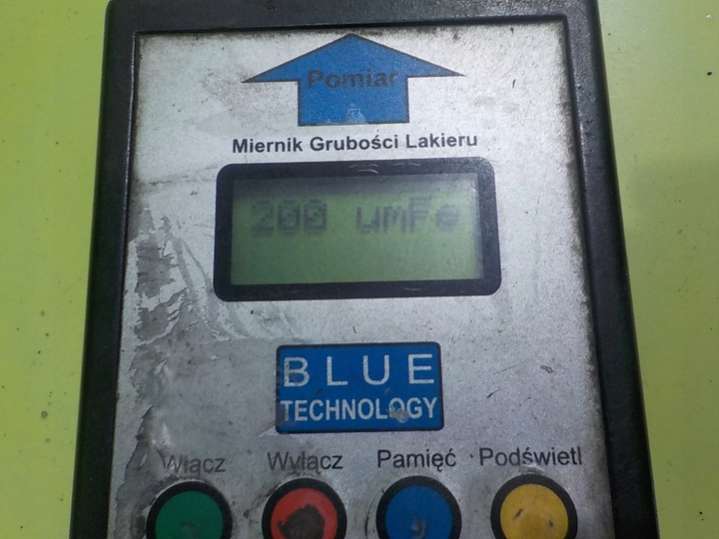 Pomiar
Miernik Grubości Lakieru
200 umFe
BLUE
TECHNOLOGY
Włącz Wyłącz Pamięć Podświetl